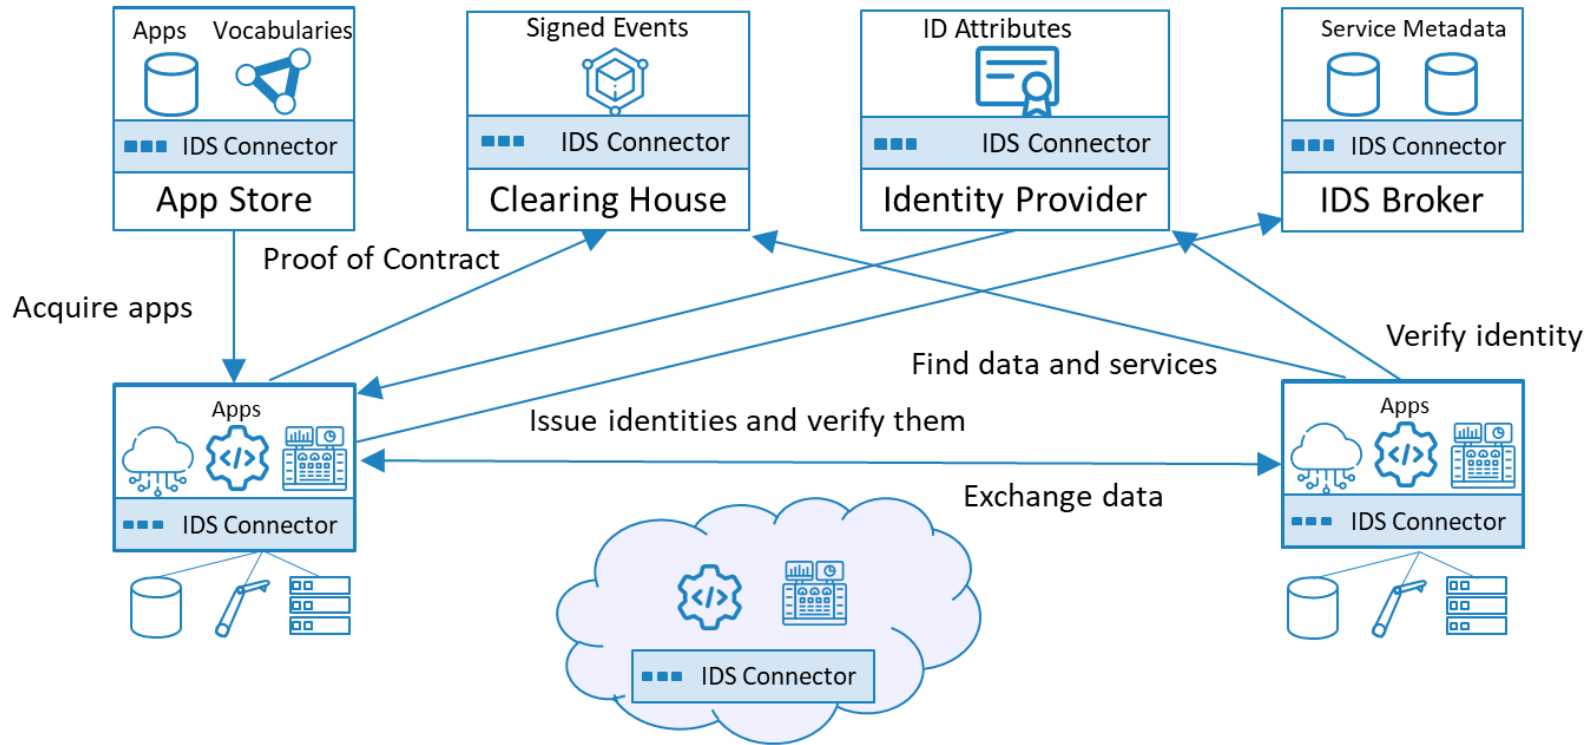 Apps
Vocabularies
IDS Connector
App Store
Signed Events
IDS Connector
Clearing House
ID Attributes
IDS Connector
Identity Provider
Service Metadata
IDS Connector
IDS Broker
Proof of Contract
Acquire apps
Verify identity
Find data and services
Issue identities and verify them
Exchange data
Apps
</>
IDS Connector
Apps
</>
IDS Connector
</>
IDS Connector